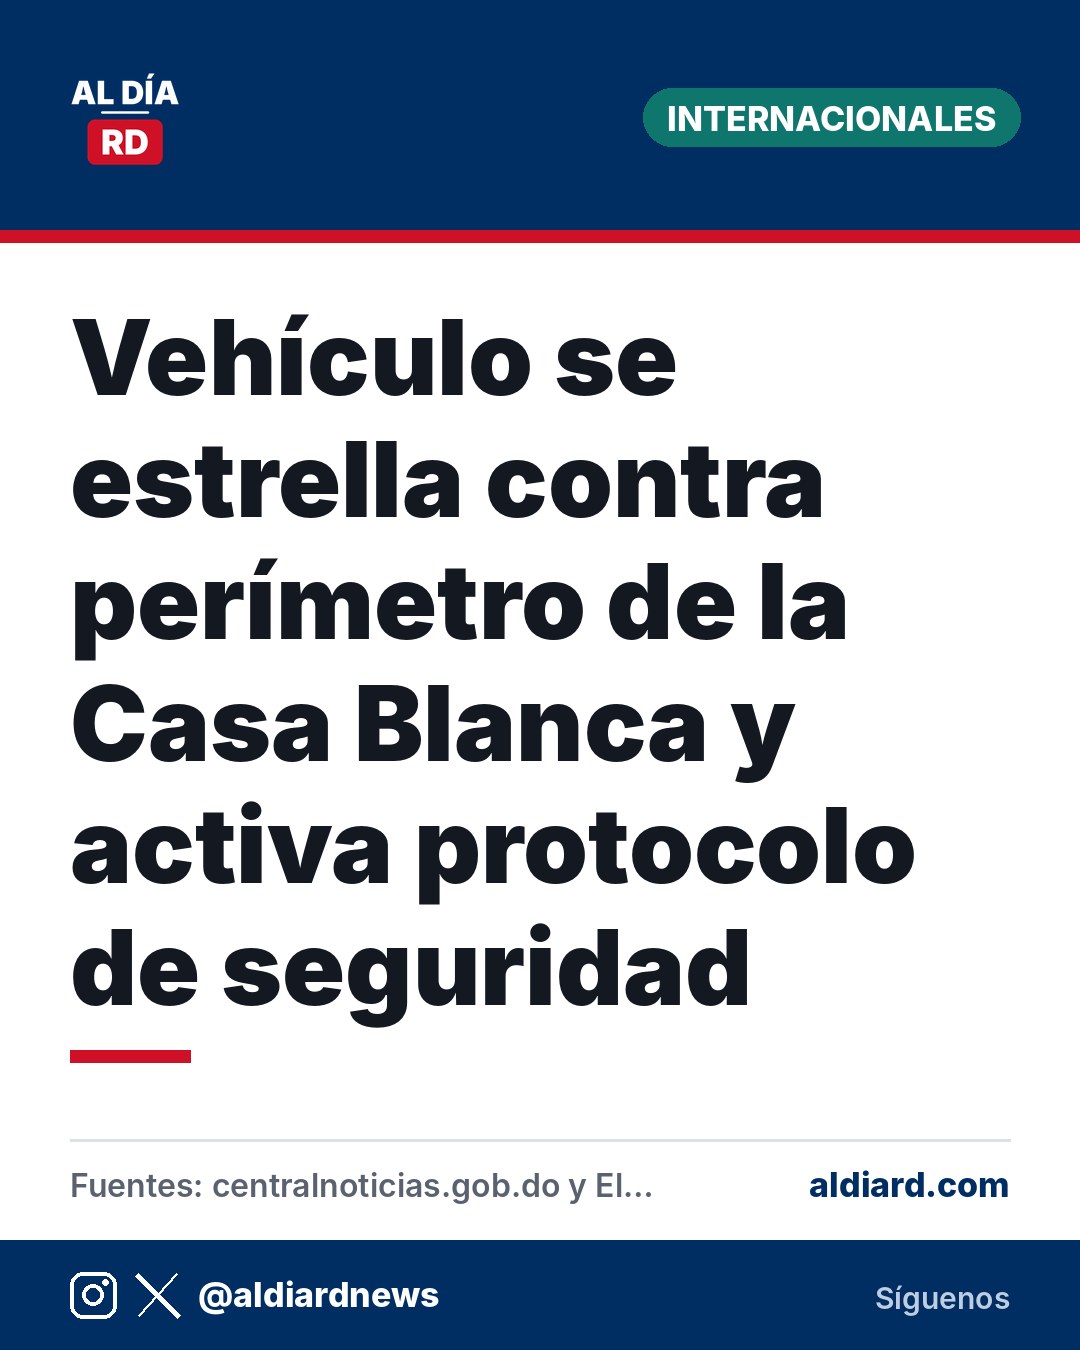 AL DÍA
RD
INTERNACIONALES
Vehículo se
estrella contra
perímetro de la
Casa Blanca y
activa protocolo
de seguridad
Fuentes: centralnoticias.gob.do y El...
aldiard.com
@aldiardnews
Síguenos